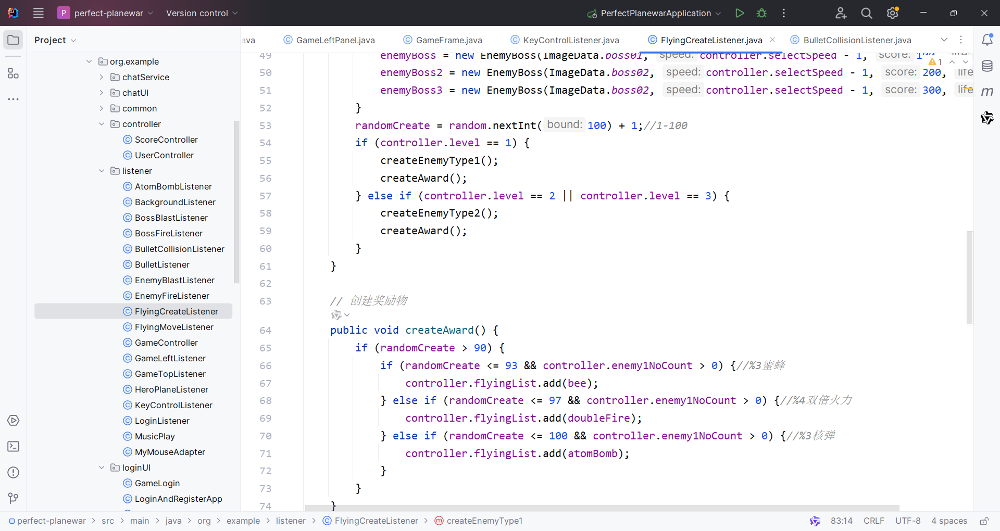 P perfect-planewar Version control PerfectPlanewarApplication
Project
ava GameLeftPanel.java GameFrame.java KeyControlListener.java FlyingCreateListener.java BulletCollisionListener.java
org.example
chatService
chatUI
common
controller
ScoreController
UserController
listener
AtomBombListener
BackgroundListener
BossBlastListener
BossFireListener
BulletCollisionListener
BulletListener
EnemyBlastListener
EnemyFireListener
FlyingCreateListener
FlyingMoveListener
GameController
GameLeftListener
GameTopListener
HeroPlaneListener
KeyControlListener
LoginListener
MusicPlay
MyMouseAdapter
loginUI
GameLogin
LoginAndRegisterApp
1
49 enemyBoss = new EnemyBoss(ImageData.boss01, speed: controller.selectSpeed - 1, score:
50 enemyBoss2 = new EnemyBoss(ImageData.boss02, speed: controller.selectSpeed - 1, score: 200, life
51 enemyBoss3 = new EnemyBoss(ImageData.boss02, speed: controller.selectSpeed - 1, score: 300, life
52 }
53 randomCreate = random.nextInt( bound: 100) + 1;//1-100
54 if (controller.level == 1) {
55 createEnemyType1();
56 createAward();
57 } else if (controller.level == 2 || controller.level == 3) {
58 createEnemyType2();
59 createAward();
60 }
61 }
62
63 // 创建奖励物
64 public void createAward() {
65 if (randomCreate > 90) {
66 if (randomCreate <= 93 && controller.enemy1NoCount > 0) {//%3蜜蜂
67 controller.flyingList.add(bee);
68 } else if (randomCreate <= 97 && controller.enemy1NoCount > 0) {//%4双倍火力
69 controller.flyingList.add(doubleFire);
70 } else if (randomCreate <= 100 && controller.enemy1NoCount > 0) {//%3核弹
71 controller.flyingList.add(atomBomb);
72 }
73 }
74 }
perfect-planewar > src > main > java > org > example > listener > FlyingCreateListener > createEnemyType1 83:14 CRLF UTF-8 4 spaces